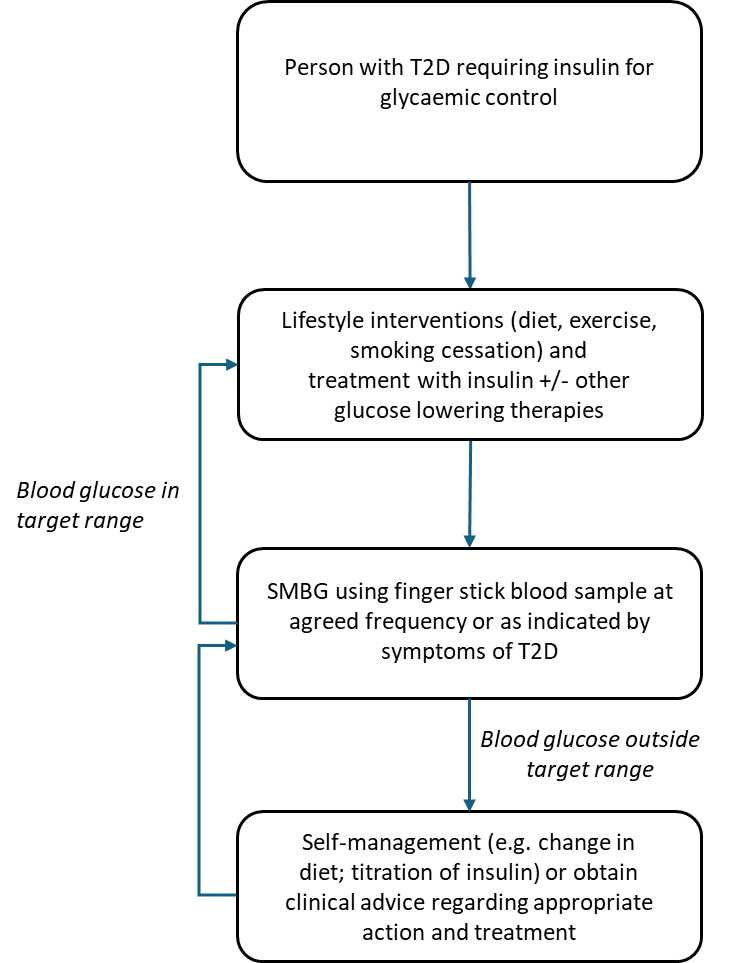 Person with T2D requiring insulin for
glycaemic control
Lifestyle interventions (diet, exercise,
smoking cessation) and
treatment with insulin +/- other
glucose lowering therapies
Blood glucose in
target range
SMBG using finger stick blood sample at
agreed frequency or as indicated by
symptoms of T2D
Blood glucose outside
target range
Self-management (e.g. change in
diet; titration of insulin) or obtain
clinical advice regarding appropriate
action and treatment